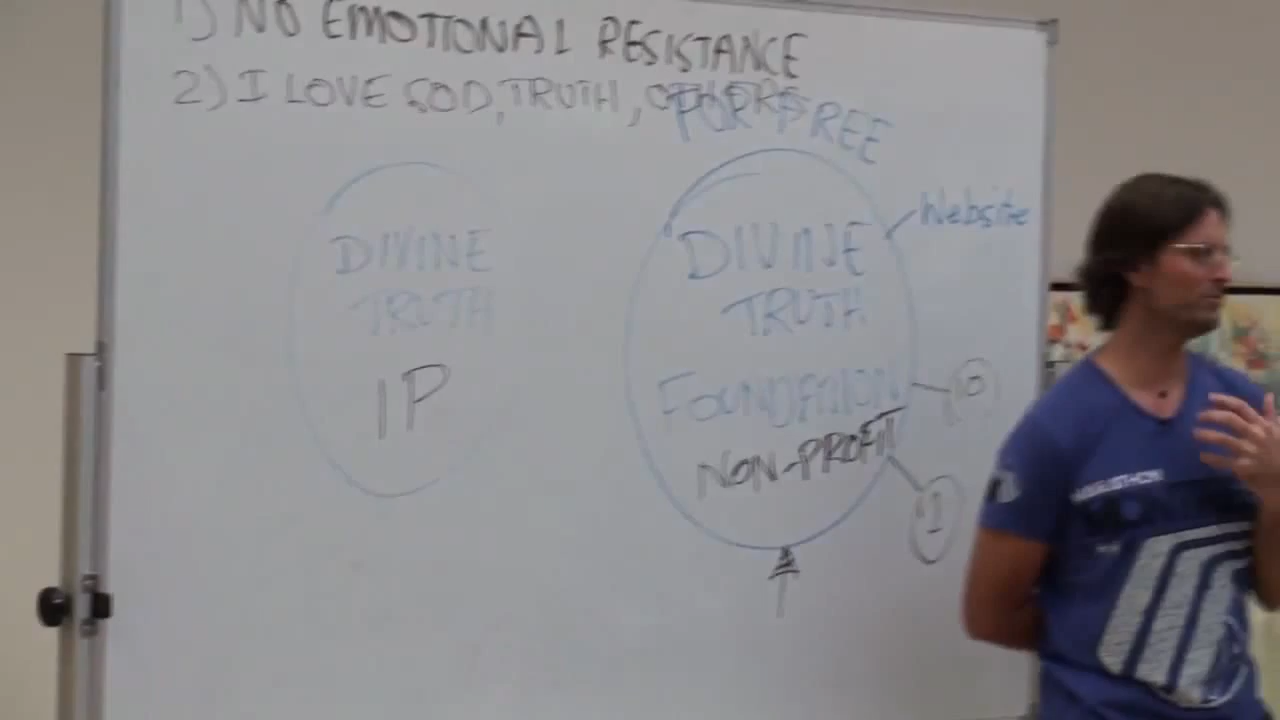 1) NO EMOTIONAL RESISTANCE
2) I LOVE GOD, TRUTH, OTHERS
FOR FREE
Website
DIVINE
TRUTH
IP
DIVINE
TRUTH
FOUNDATION
NON-PROFIT
1